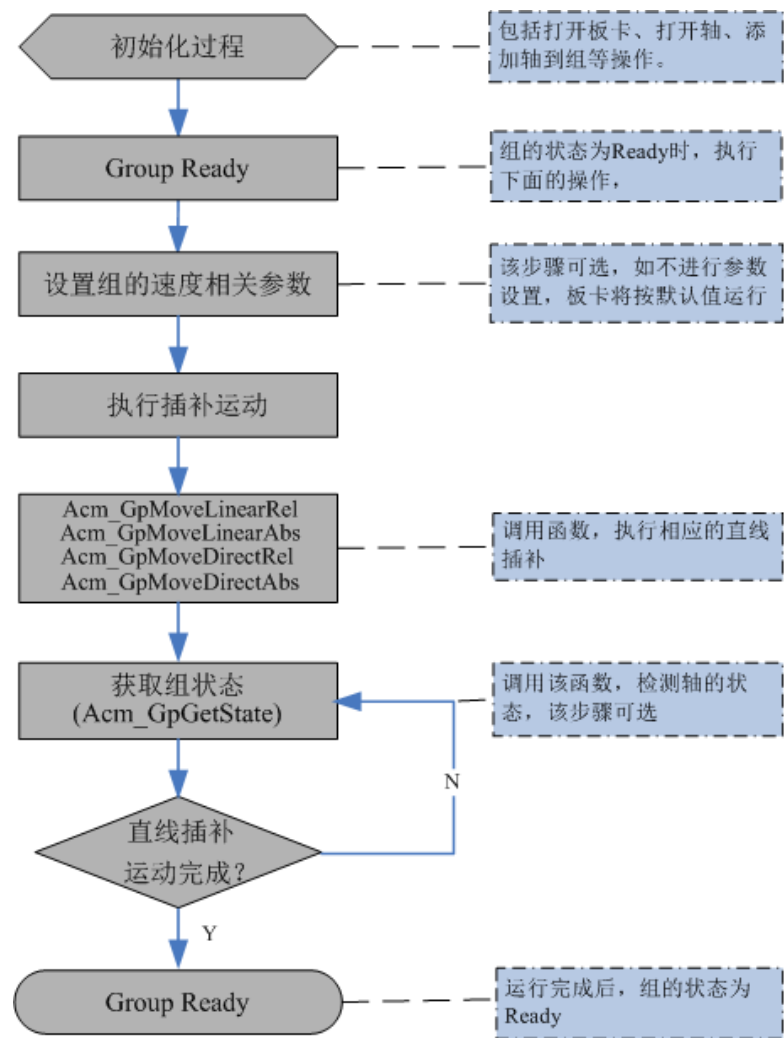 初始化过程
包括打开板卡、打开轴、添
加轴到组等操作。
Group Ready
组的状态为Ready时，执行
下面的操作，
设置组的速度相关参数
该步骤可选，如不进行参数
设置，板卡将按默认值运行
执行插补运动
Acm_GpMoveLinearRel
Acm_GpMoveLinearAbs
Acm_GpMoveDirectRel
Acm_GpMoveDirectAbs
调用函数，执行相应的直线
插补
获取组状态
(Acm_GpGetState)
调用该函数，检测轴的状
态，该步骤可选
N
直线插补
运动完成？
Y
Group Ready
运行完成后，组的状态为
Ready